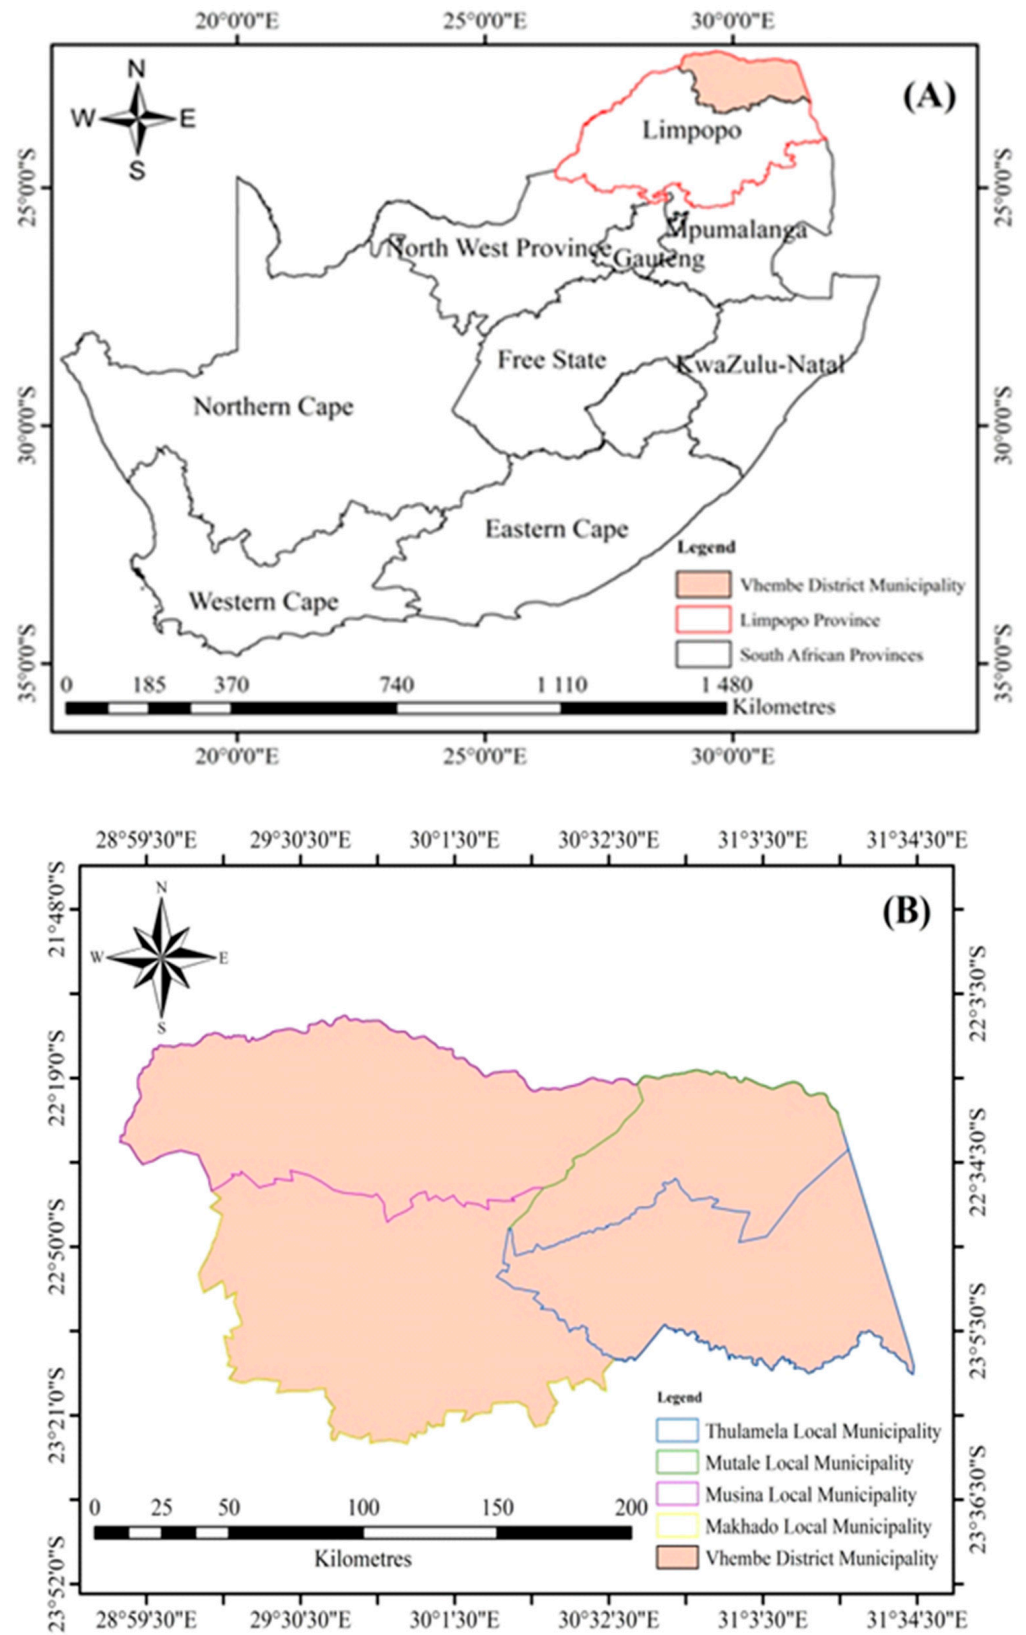 20°0'0"E 25°0'0"E 30°0'0"E
N
W E
S
(A)
25°0'0"S 25°0'0"S
Limpopo
North West Province
Mpumalanga
Gauteng
Free State
KwaZulu-Natal
Northern Cape
30°0'0"S 30°0'0"S
Eastern Cape
Western Cape
Legend
Vhembe District Municipality
Limpopo Province
South African Provinces
35°0'0"S 35°0'0"S
0 185 370 740 1 110 1 480
Kilometres
20°0'0"E 25°0'0"E 30°0'0"E
28°59'30"E 29°30'30"E 30°1'30"E 30°32'30"E 31°3'30"E 31°34'30"E
(B)
N
W E
S
21°48'0"S
22°3'30"S
22°19'0"S
22°34'30"S
22°50'0"S
23°5'30"S
23°21'0"S
23°36'30"S
23°52'0"S
Legend
Thulamela Local Municipality
Mutale Local Municipality
Musina Local Municipality
Makhado Local Municipality
Vhembe District Municipality
0 25 50 100 150 200
Kilometres
28°59'30"E 29°30'30"E 30°1'30"E 30°32'30"E 31°3'30"E 31°34'30"E